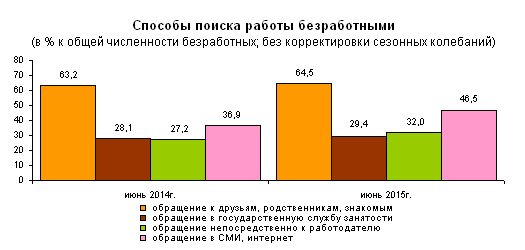 Способы поиска работы безработными
(в % к общей численности безработных; без корректировки сезонных колебаний)
80
70
60
50
40
30
20
10
0
63,2
28,1
27,2
36,9
64,5
29,4
32,0
46,5
июнь 2014г.
июнь 2015г.
обращение к друзьям, родственникам, знакомым
обращение в государственную службу занятости
обращение непосредственно к работодателю
обращение в СМИ, интернет